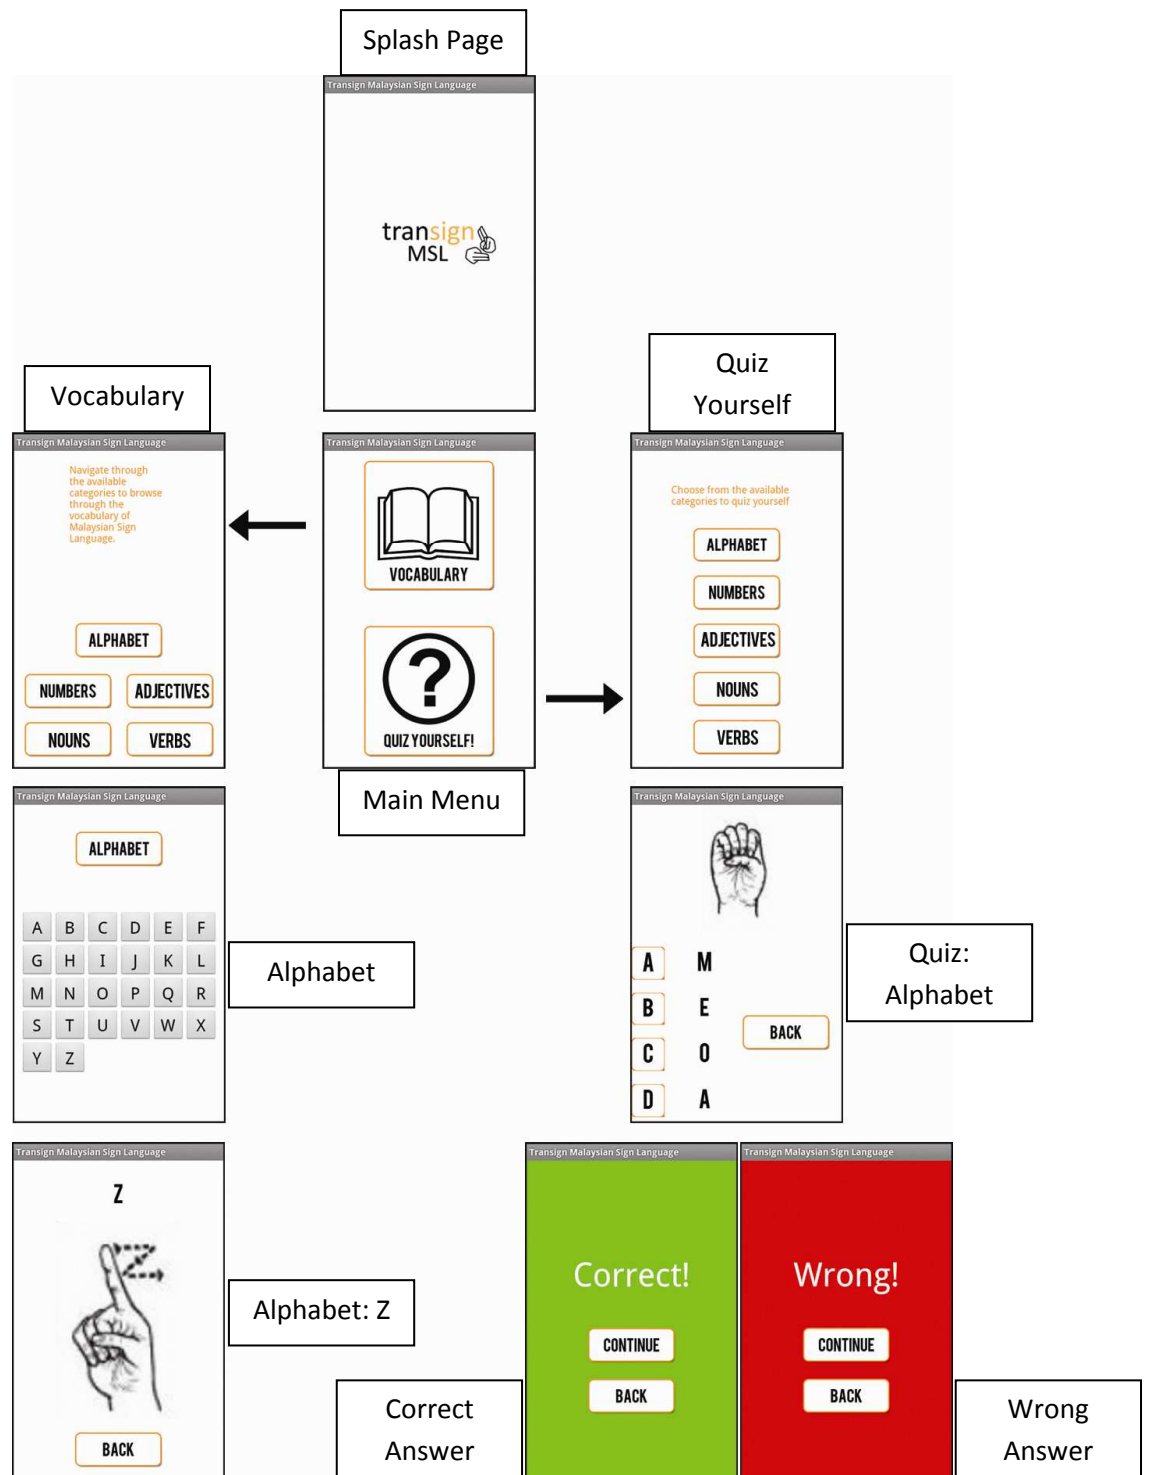 Splash Page
Transign Malaysian Sign Language
transign
MSL
Vocabulary
Transign Malaysian Sign Language
Navigate through
the available
categories to browse
through the
vocabulary of
Malaysian Sign
Language.
ALPHABET
NUMBERS ADJECTIVES
NOUNS VERBS
Transign Malaysian Sign Language
VOCABULARY
QUIZ YOURSELF!
Main Menu
Quiz
Yourself
Transign Malaysian Sign Language
Choose from the available
categories to quiz yourself
ALPHABET
NUMBERS
ADJECTIVES
NOUNS
VERBS
Transign Malaysian Sign Language
ALPHABET
A B C D E F
G H I J K L
M N O P Q R
S T U V W X
Y Z
Alphabet
Transign Malaysian Sign Language
A M
B E
C O
D A
BACK
Quiz:
Alphabet
Transign Malaysian Sign Language
Z
BACK
Alphabet: Z
Transign Malaysian Sign Language
Correct!
CONTINUE
BACK
Correct
Answer
Transign Malaysian Sign Language
Wrong!
CONTINUE
BACK
Wrong
Answer